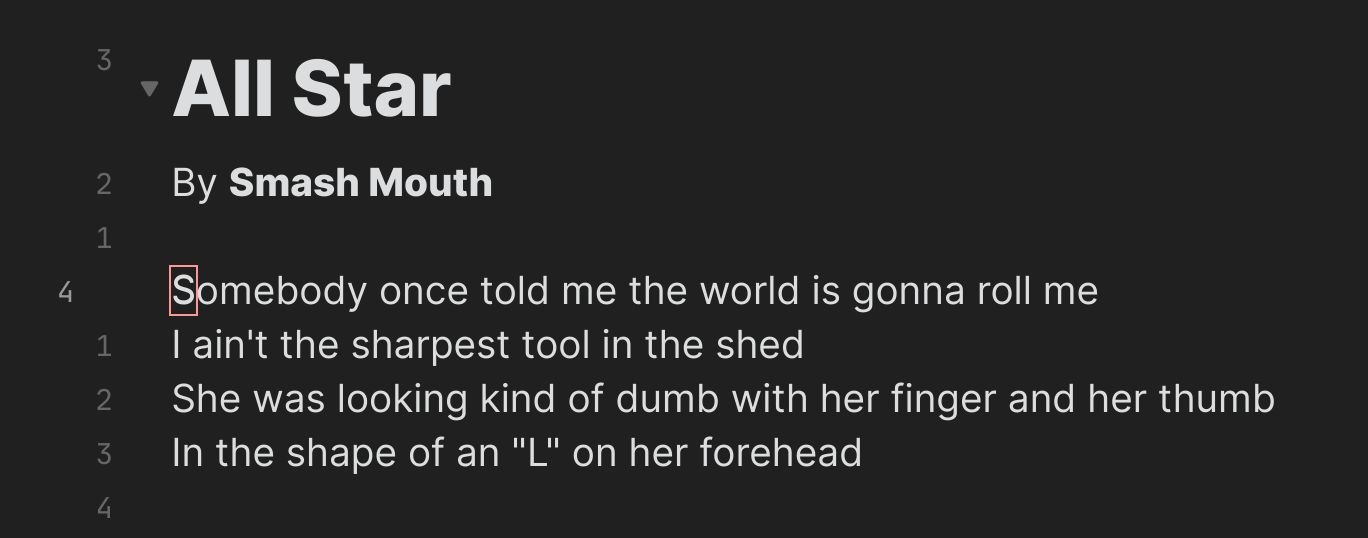 3 All Star
2 By Smash Mouth
1
4 Somebody once told me the world is gonna roll me
1 I ain't the sharpest tool in the shed
2 She was looking kind of dumb with her finger and her thumb
3 In the shape of an "L" on her forehead
4